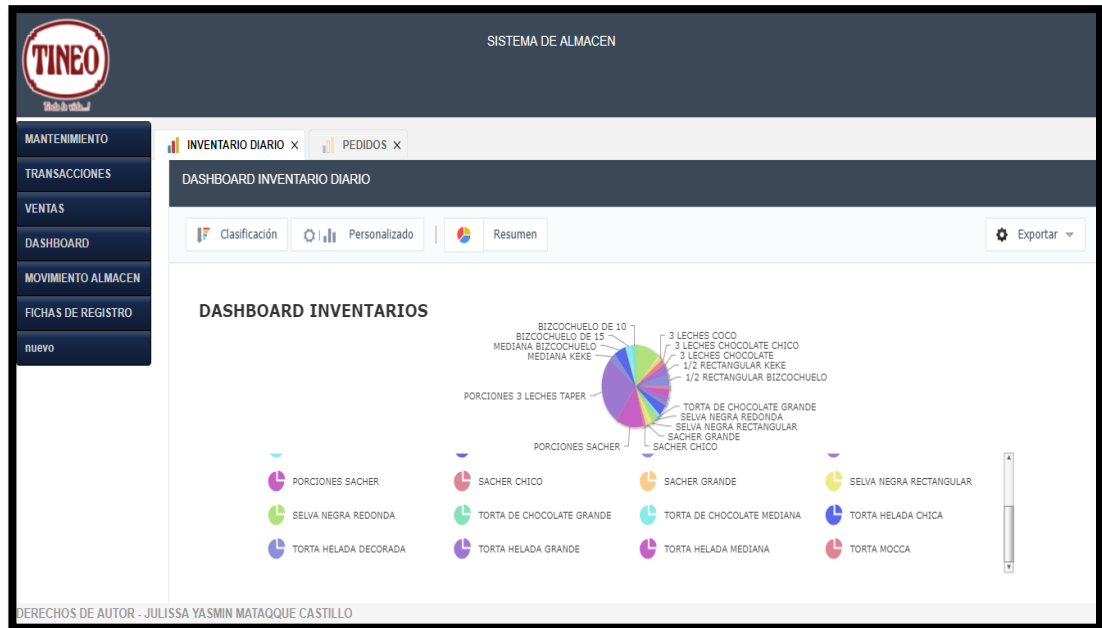 TINEO
SISTEMA DE ALMACEN
MANTENIMIENTO
TRANSACCIONES
VENTAS
DASHBOARD
MOVIMIENTO ALMACEN
FICHAS DE REGISTRO
nuevo
INVENTARIO DIARIO X
PEDIDOS X
DASHBOARD INVENTARIO DIARIO
Clasificación
Personalizado
Resumen
Exportar
DASHBOARD INVENTARIOS
BIZCOCHUELO DE 10
BIZCOCHUELO DE 15
MEDIANA BIZCOCHUELO
MEDIANA KEKE
PORCIONES 3 LECHES TAPER
PORCIONES SACHER
3 LECHES COCO
3 LECHES CHOCOLATE CHICO
3 LECHES CHOCOLATE
1/2 RECTANGULAR KEKE
1/2 RECTANGULAR BIZCOCHUELO
TORTA DE CHOCOLATE GRANDE
SELVA NEGRA REDONDA
SELVA NEGRA RECTANGULAR
SACHER GRANDE
SACHER CHICO
PORCIONES SACHER SACHER CHICO SACHER GRANDE SELVA NEGRA RECTANGULAR
SELVA NEGRA REDONDA TORTA DE CHOCOLATE GRANDE TORTA DE CHOCOLATE MEDIANA TORTA HELADA CHICA
TORTA HELADA DECORADA TORTA HELADA GRANDE TORTA HELADA MEDIANA TORTA MOCCA
DERECHOS DE AUTOR - JULISSA YASMIN MATAQQUE CASTILLO